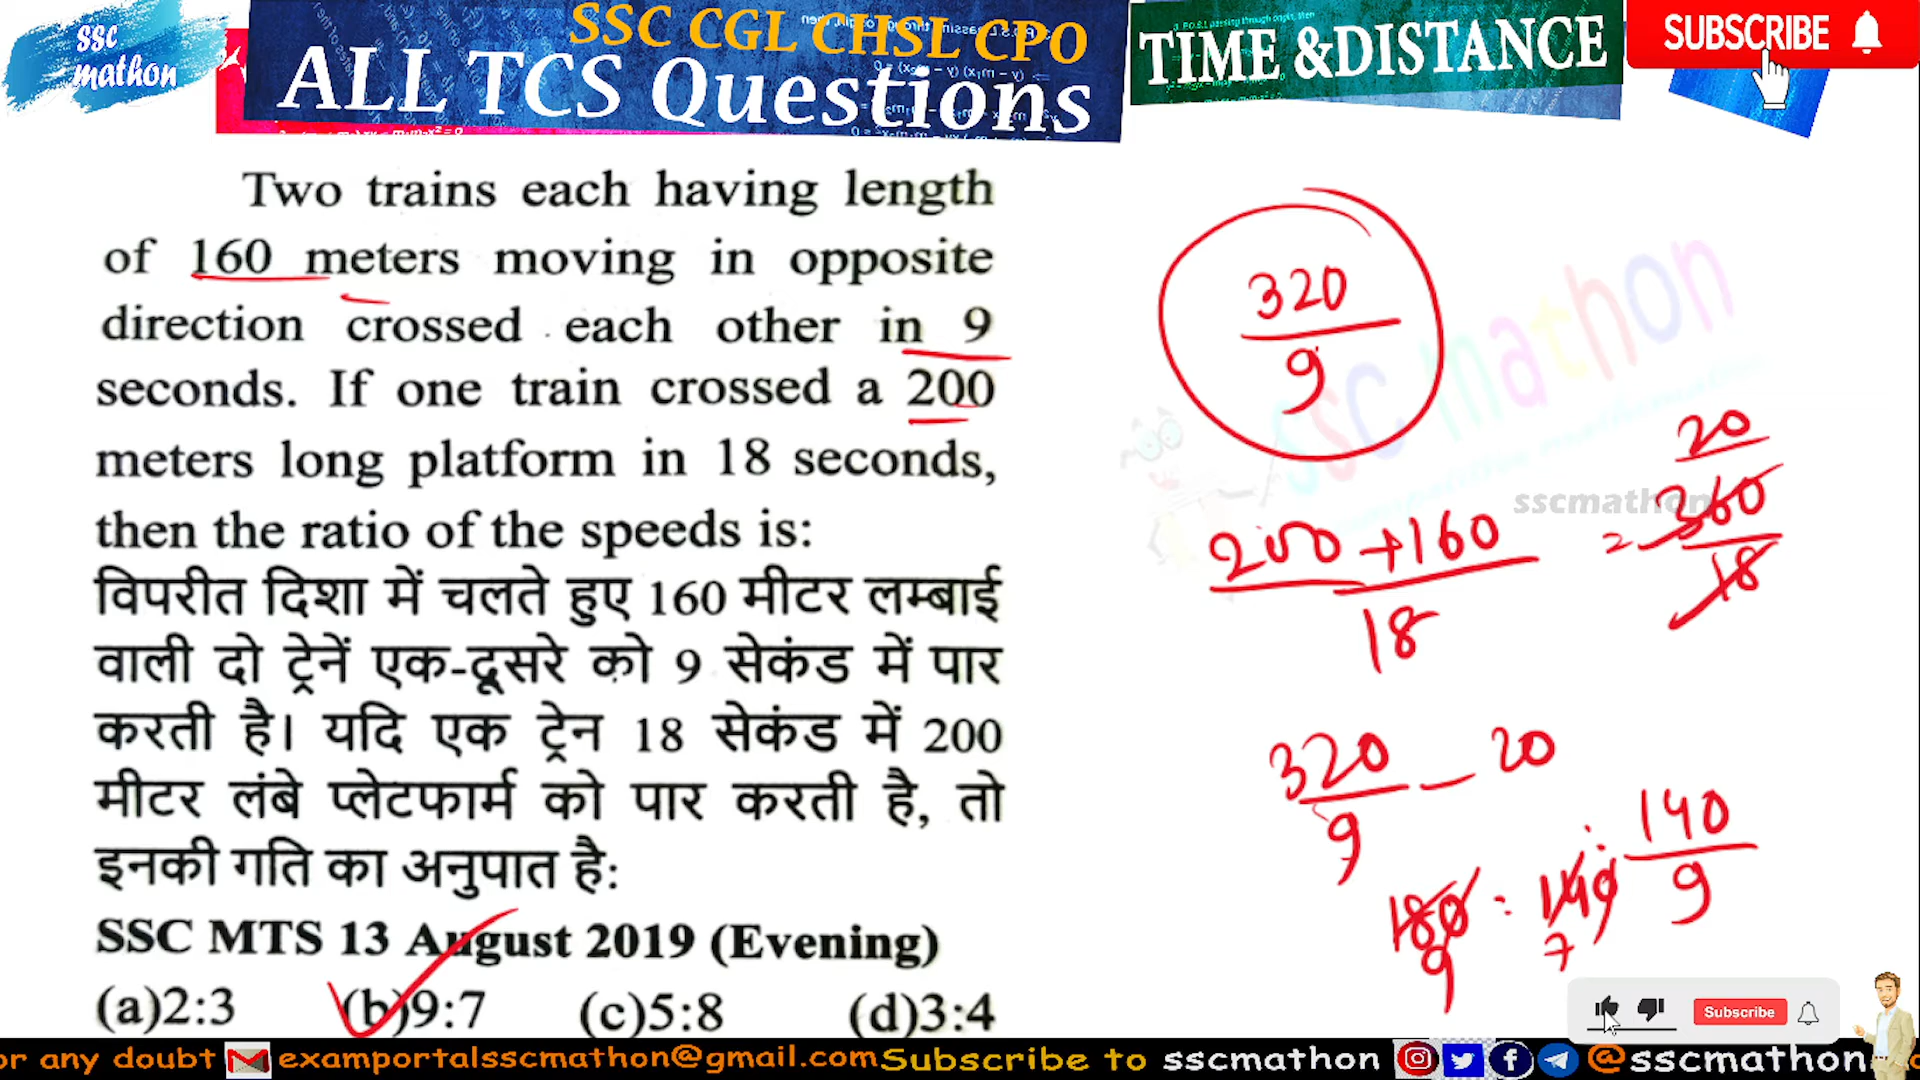 ssc
mathon
SSC CGL CHSL CPO
ALL TCS Questions
TIME &DISTANCE
SUBSCRIBE
Two trains each having length
of 160 meters moving in opposite
direction crossed each other in 9
seconds. If one train crossed a 200
meters long platform in 18 seconds,
then the ratio of the speeds is:
विपरीत दिशा में चलते हुए 160 मीटर लम्बाई
वाली दो ट्रेनें एक-दूसरे को 9 सेकंड में पार
करती है। यदि एक ट्रेन 18 सेकंड में 200
मीटर लंबे प्लेटफार्म को पार करती है, तो
इनकी गति का अनुपात है:
SSC MTS 13 August 2019 (Evening)
(a)2:3 (b)9:7 (c)5:8 (d)3:4
320
9
ssc mathon
sscmathon
20
200+160 = 360
18 18
320 - 20
9
140
9
180 : 140
9 7
Subscribe
or any doubt examportalsscmathon@gmail.com Subscribe to sscmathon @sscmathon